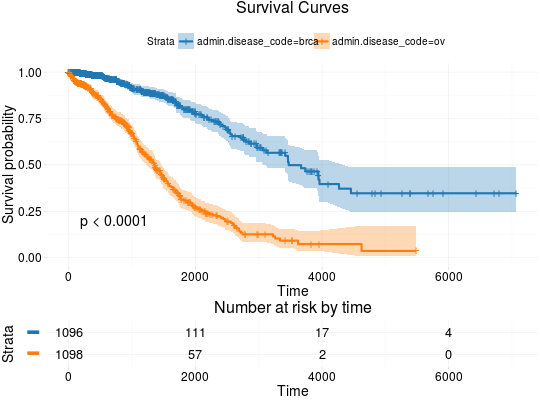 Survival Curves
Strata admin.disease_code=brca admin.disease_code=ov
Survival probability
1.00
0.75
0.50
0.25
0.00
p < 0.0001
0 2000 4000 6000
Time
Number at risk by time
Strata
1096 111 17 4
1098 57 2 0
0 2000 4000 6000
Time